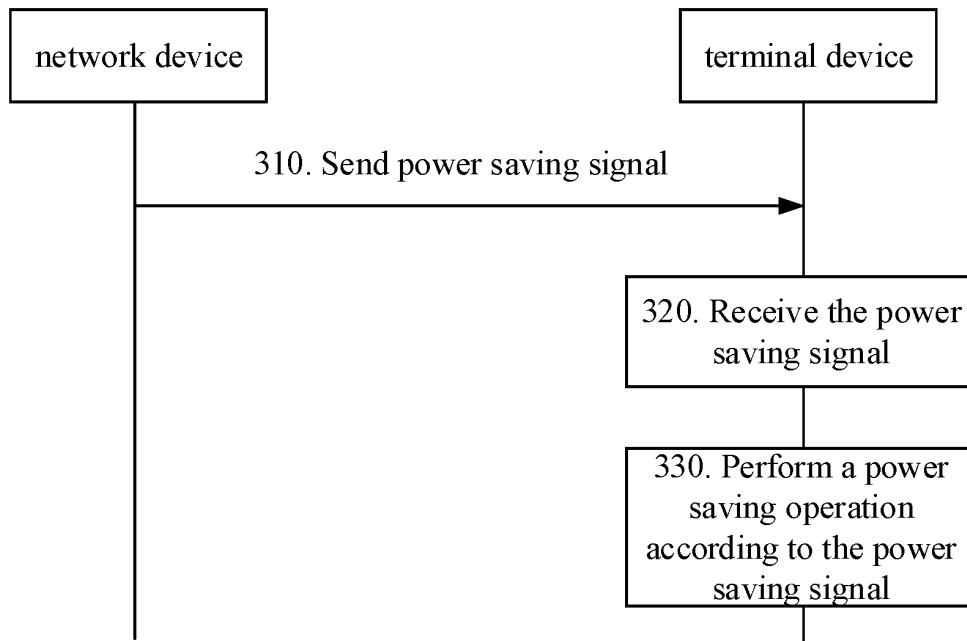 network device
terminal device
310. Send power saving signal
320. Receive the power
saving signal
330. Perform a power
saving operation
according to the power
saving signal